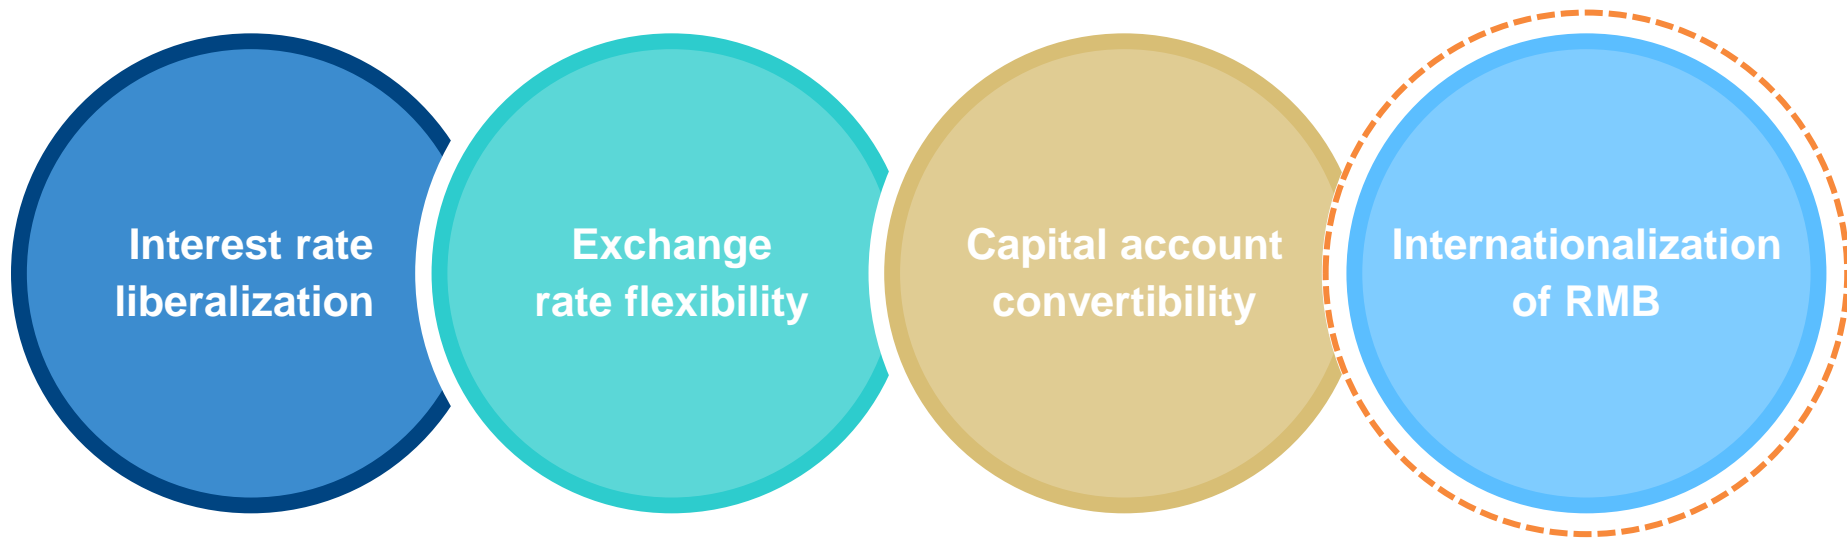 Interest rate
liberalization
Exchange
rate flexibility
Capital account
convertibility
Internationalization
of RMB